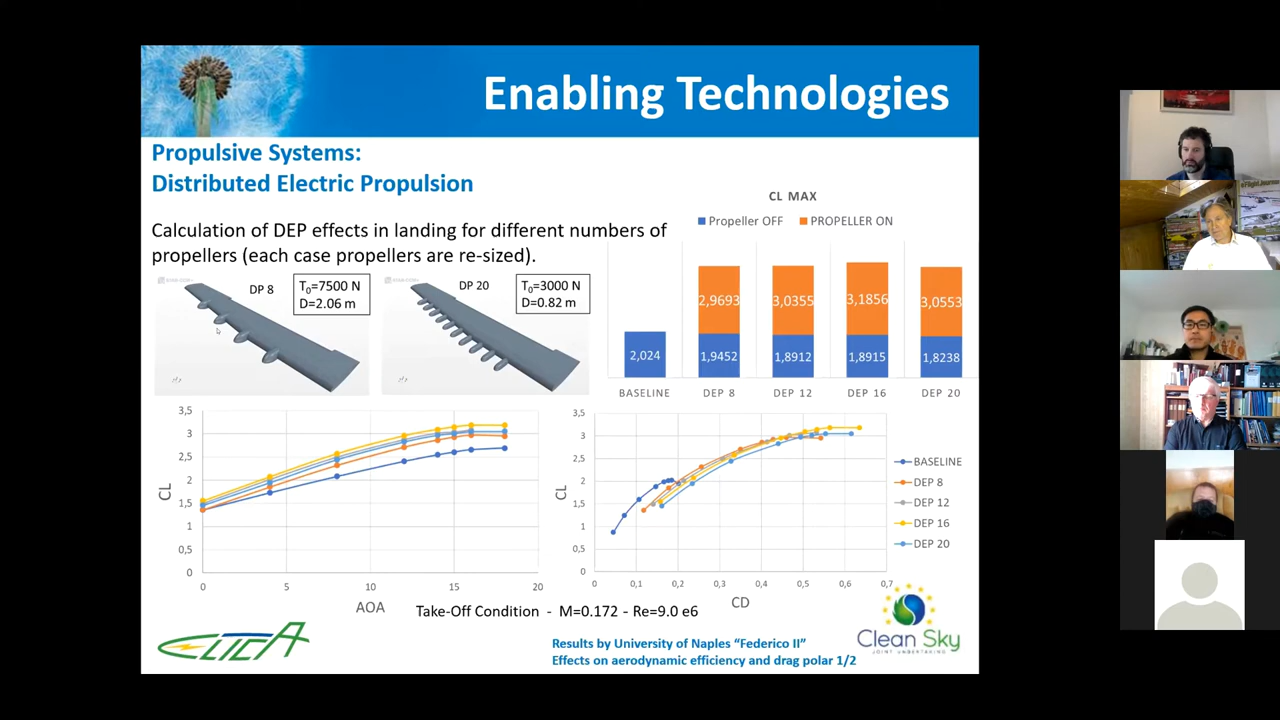 Enabling Technologies
Propulsive Systems:
Distributed Electric Propulsion
Calculation of DEP effects in landing for different numbers of
propellers (each case propellers are re-sized).
DP 8
T0=7500 N
D=2.06 m
DP 20
T0=3000 N
D=0.82 m
CL MAX
Propeller OFF PROPELLER ON
2,9693 3,0355 3,1856 3,0553
2,024 1,9452 1,8912 1,8915 1,8238
BASELINE DEP 8 DEP 12 DEP 16 DEP 20
3,5
3
2,5
2
1,5
1
0,5
0
CL
0 5 10 15 20
AOA
3,5
3
2,5
2
1,5
1
0,5
0
CL
0 0,1 0,2 0,3 0,4 0,5 0,6 0,7
CD
BASELINE
DEP 8
DEP 12
DEP 16
DEP 20
Take-Off Condition - M=0.172 - Re=9.0 e6
Results by University of Naples “Federico II”
Effects on aerodynamic efficiency and drag polar 1/2
ELICA
Clean Sky
JOINT UNDERTAKING